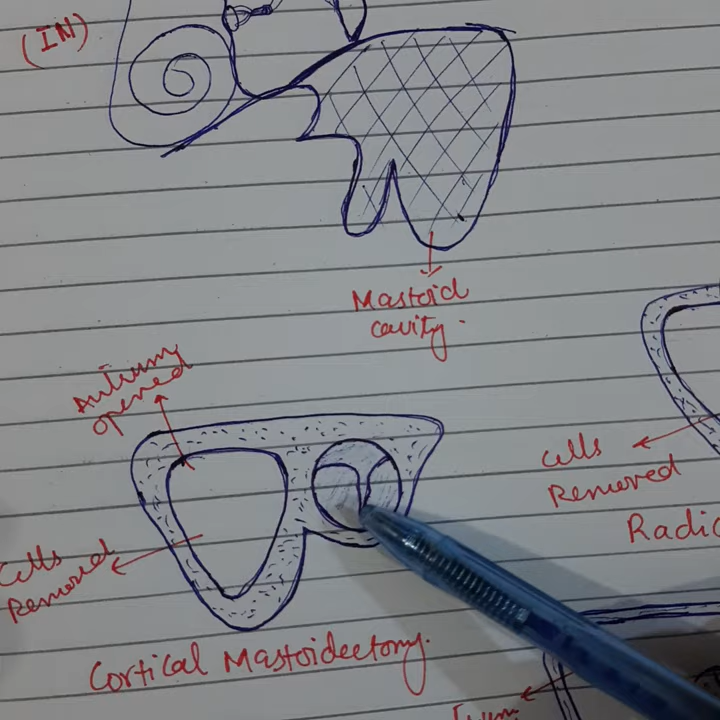 (IN)
Mastoid
cavity.
Antrum
opened
Cells
Removed
Cells
Removed
Radic
Cortical Mastoidectomy.